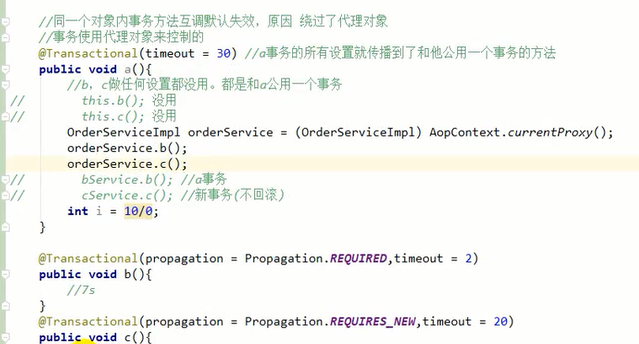 //同一个对象内事务方法互调默认失效，原因 绕过了代理对象
//事务使用代理对象来控制的
@Transactional(timeout = 30) //a事务的所有设置就传播到了和他公用一个事务的方法
public void a(){
//b，c做任何设置都没用。都是和a公用一个事务
// this.b(); 没用
// this.c(); 没用
OrderServiceImpl orderService = (OrderServiceImpl) AopContext.currentProxy();
orderService.b();
orderService.c();
// bService.b(); //a事务
// cService.c(); //新事务(不回滚)
int i = 10/0;
}
@Transactional(propagation = Propagation.REQUIRED,timeout = 2)
public void b(){
//7s
}
@Transactional(propagation = Propagation.REQUIRES_NEW,timeout = 20)
public void c(){